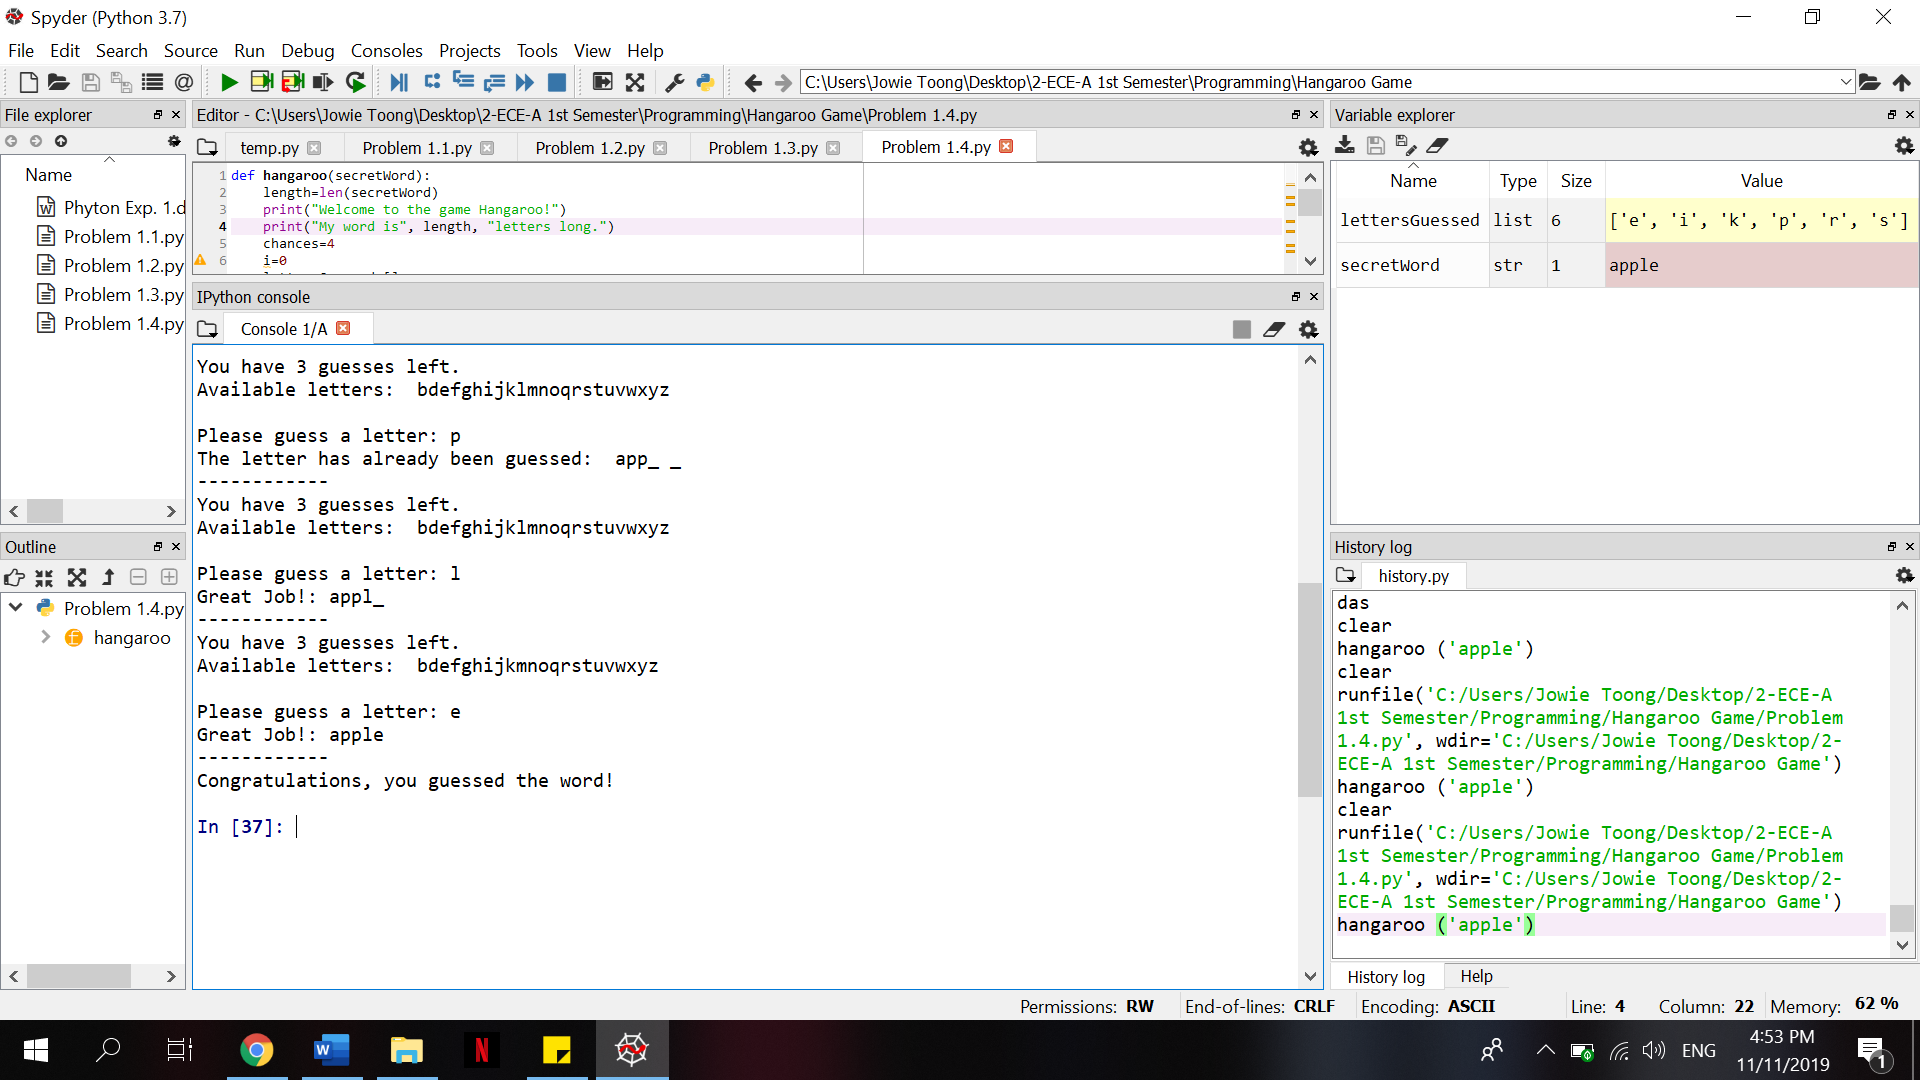 Spyder (Python 3.7)
File Edit Search Source Run Debug Consoles Projects Tools View Help
C:\Users\Jowie Toong\Desktop\2-ECE-A 1st Semester\Programming\Hangaroo Game
File explorer
Name
Phyton Exp. 1.d
Problem 1.1.py
Problem 1.2.py
Problem 1.3.py
Problem 1.4.py
Outline
Problem 1.4.py
hangaroo
Editor - C:\Users\Jowie Toong\Desktop\2-ECE-A 1st Semester\Programming\Hangaroo Game\Problem 1.4.py
temp.py Problem 1.1.py Problem 1.2.py Problem 1.3.py Problem 1.4.py
1 def hangaroo(secretWord):
2 length=len(secretWord)
3 print("Welcome to the game Hangaroo!")
4 print("My word is", length, "letters long.")
5 chances=4
6 i=0
IPython console
Console 1/A
You have 3 guesses left.
Available letters:  bdefghijklmnoqrstuvwxyz
Please guess a letter: p
The letter has already been guessed:  app_ _
------------
You have 3 guesses left.
Available letters:  bdefghijklmnoqrstuvwxyz
Please guess a letter: l
Great Job!: appl_
------------
You have 3 guesses left.
Available letters:  bdefghijkmnoqrstuvwxyz
Please guess a letter: e
Great Job!: apple
------------
Congratulations, you guessed the word!
In [37]:
Variable explorer
Name Type Size Value
lettersGuessed list 6 ['e', 'i', 'k', 'p', 'r', 's']
secretWord str 1 apple
History log
history.py
das
clear
hangaroo ('apple')
clear
runfile('C:/Users/Jowie Toong/Desktop/2-ECE-A
1st Semester/Programming/Hangaroo Game/Problem
1.4.py', wdir='C:/Users/Jowie Toong/Desktop/2-
ECE-A 1st Semester/Programming/Hangaroo Game')
hangaroo ('apple')
clear
runfile('C:/Users/Jowie Toong/Desktop/2-ECE-A
1st Semester/Programming/Hangaroo Game/Problem
1.4.py', wdir='C:/Users/Jowie Toong/Desktop/2-
ECE-A 1st Semester/Programming/Hangaroo Game')
hangaroo ('apple')
History log Help
Permissions: RW End-of-lines: CRLF Encoding: ASCII Line: 4 Column: 22 Memory: 62 %
ENG
4:53 PM
11/11/2019
1